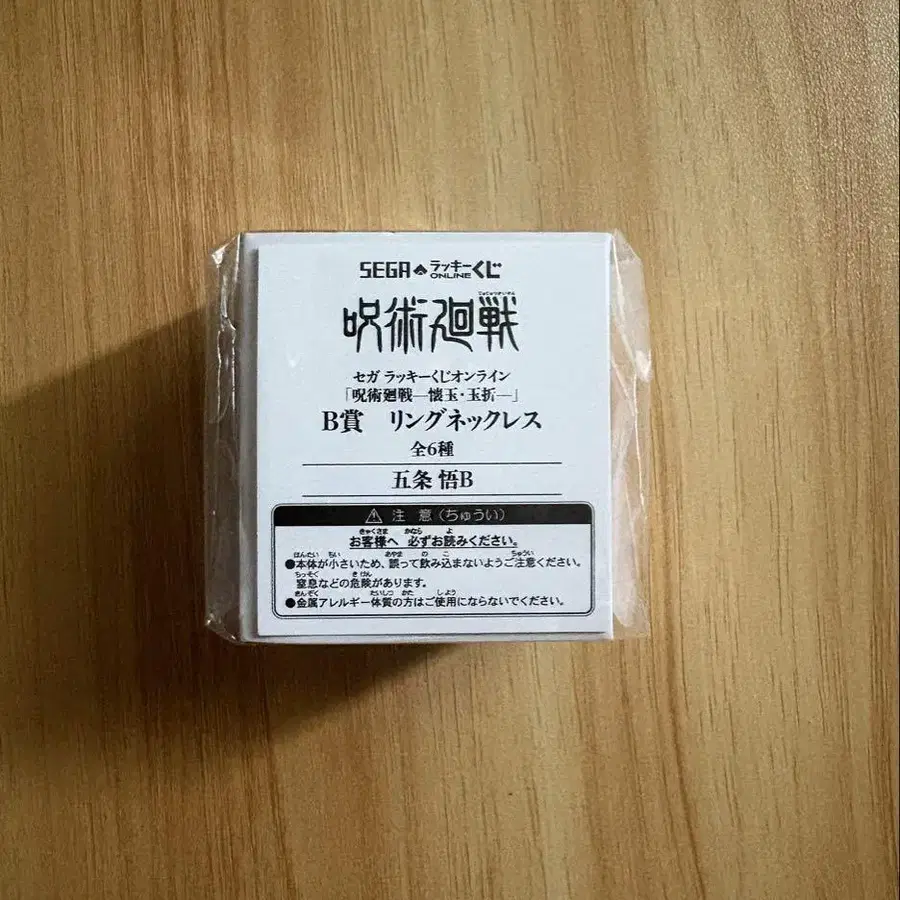 SEGA ラッキーくじ
ONLINE
じゅじゅつかいせん
呪術廻戦
セガ ラッキーくじオンライン
「呪術廻戦―懐玉・玉折―」
B賞 リングネックレス
全6種
五条 悟B
⚠ 注 意(ちゅうい)
きゃくさま かなら よ
お客様へ 必ずお読みください。
ほんたい ちい あやま の こ ちゅうい
●本体が小さいため、誤って飲み込まないようご注意ください。
ちっそく きけん
窒息などの危険があります。
きんぞく たいしつ かた しよう
●金属アレルギー体質の方はご使用にならないでください。